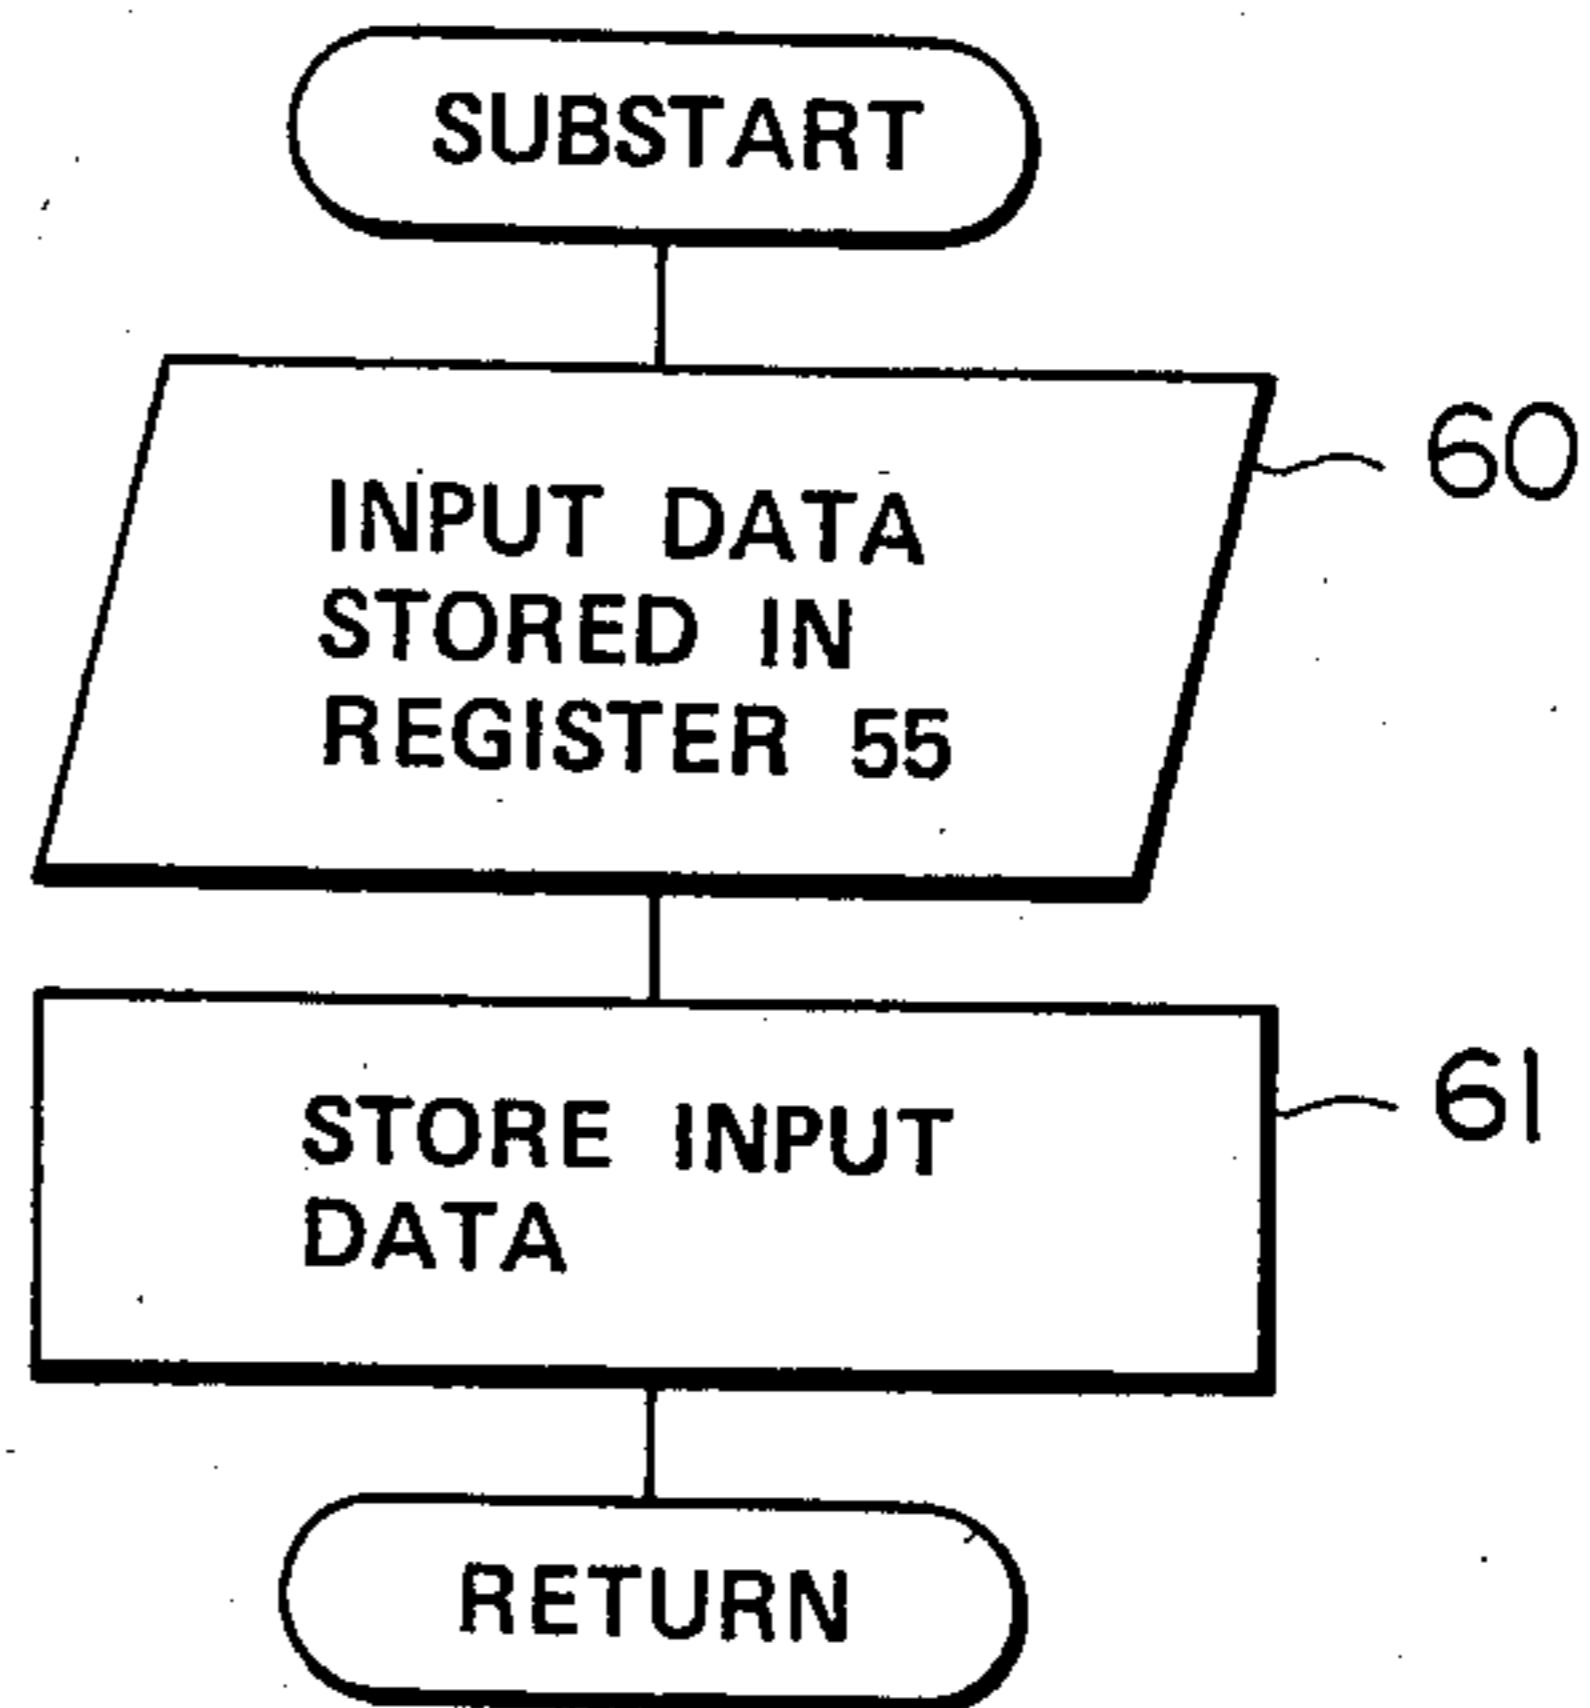 SUBSTART
INPUT DATA
STORED IN
REGISTER 55
60
STORE INPUT
DATA
61
RETURN